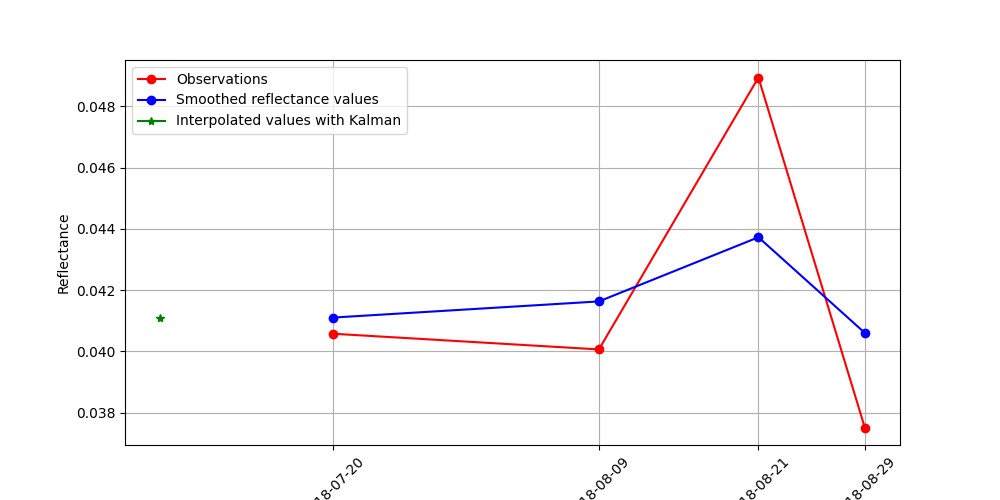 Observations
Smoothed reflectance values
Interpolated values with Kalman
Reflectance
0.048
0.046
0.044
0.042
0.040
0.038
18-07-20
18-08-09
18-08-21
18-08-29